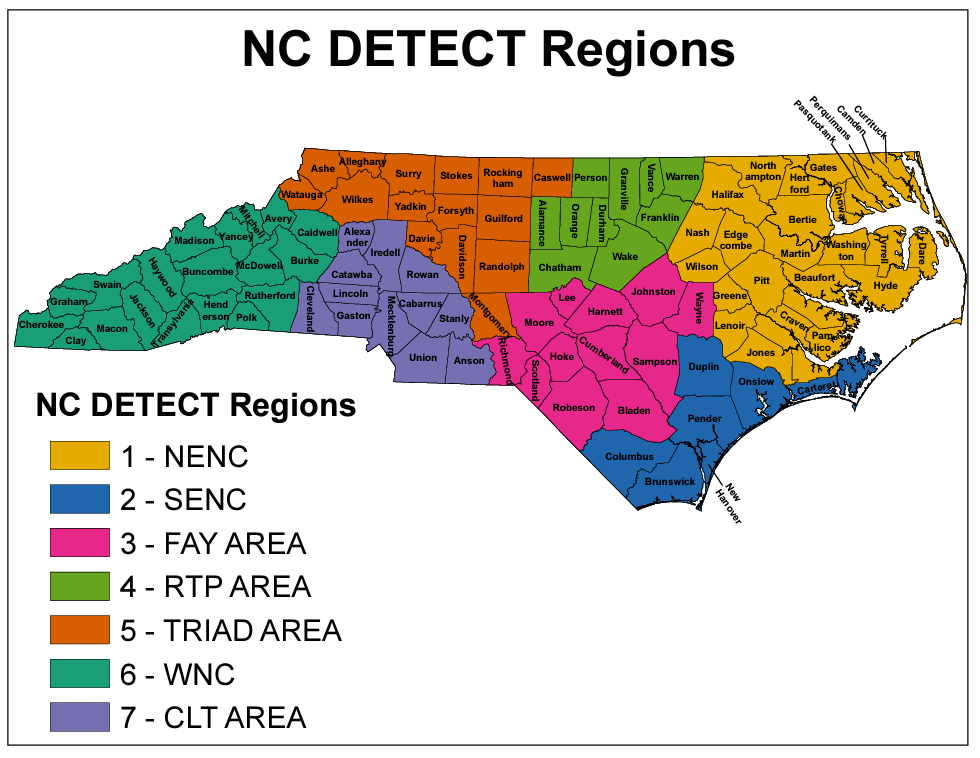 NC DETECT Regions
Currituck
Camden
Perquimans
Pasquotank
Ashe
Alleghany
Surry
Stokes
Rocking
ham
Caswell
Person
Granville
Vance
Warren
North
ampton
Hert
ford
Gates
Chowan
Halifax
Watauga
Wilkes
Yadkin
Forsyth
Guilford
Alamance
Orange
Durham
Franklin
Nash
Edge
combe
Bertie
Martin
Washing
ton
Tyrrell
Dare
Mitchell
Avery
Caldwell
Alexa
nder
Iredell
Davie
Davidson
Randolph
Chatham
Wake
Wilson
Pitt
Beaufort
Hyde
Madison
Yancey
McDowell
Burke
Catawba
Rowan
Johnston
Greene
Wayne
Swain
Haywood
Buncombe
Rutherford
Cleveland
Lincoln
Cabarrus
Montgomery
Lee
Harnett
Lenoir
Craven
Pam
lico
Graham
Jackson
Hend
erson
Polk
Gaston
Mecklenburg
Stanly
Moore
Jones
Cherokee
Macon
Transylvania
Clay
Union
Anson
Richmond
Scotland
Hoke
Cumberland
Sampson
Duplin
Onslow
Carteret
Robeson
Bladen
Pender
Columbus
Brunswick
New
Hanover
NC DETECT Regions
1 - NENC
2 - SENC
3 - FAY AREA
4 - RTP AREA
5 - TRIAD AREA
6 - WNC
7 - CLT AREA